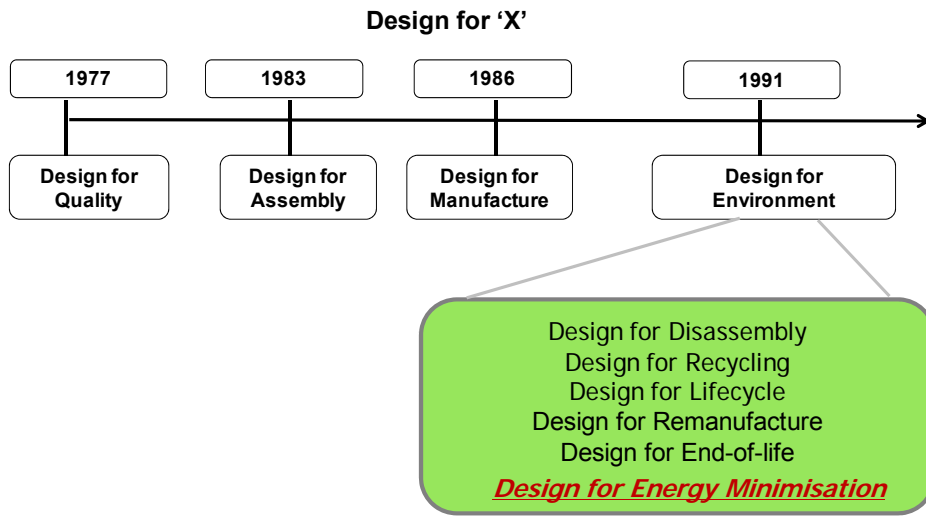 Design for ‘X’
1977
1983
1986
1991
Design for
Quality
Design for
Assembly
Design for
Manufacture
Design for
Environment
Design for Disassembly
Design for Recycling
Design for Lifecycle
Design for Remanufacture
Design for End-of-life
Design for Energy Minimisation